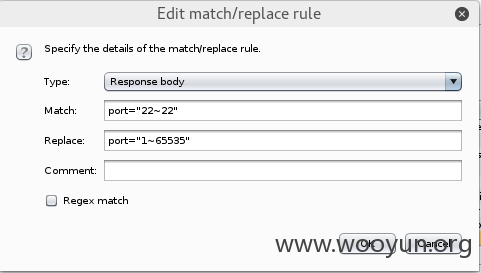 Edit match/replace rule
Specify the details of the match/replace rule.
Type: Response body
Match: port="22~22"
Replace: port="1~65535"
Comment:
Regex match
OK Cancel
www.wooyun.org